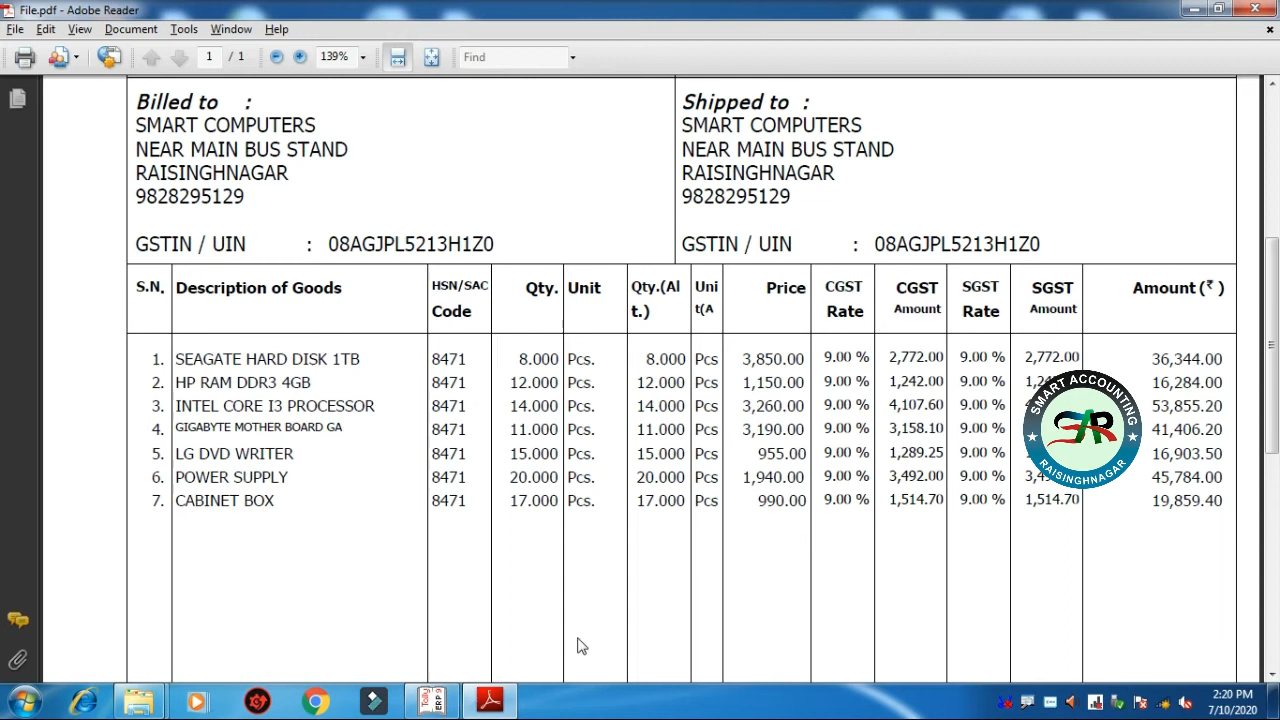 File.pdf - Adobe Reader
File Edit View Document Tools Window Help
1 / 1 139% Find
Billed to :
SMART COMPUTERS
NEAR MAIN BUS STAND
RAISINGHNAGAR
9828295129
GSTIN / UIN : 08AGJPL5213H1Z0
Shipped to :
SMART COMPUTERS
NEAR MAIN BUS STAND
RAISINGHNAGAR
9828295129
GSTIN / UIN : 08AGJPL5213H1Z0
S.N. Description of Goods HSN/SAC Qty. Unit Qty.(Al Uni Price CGST CGST SGST SGST Amount (₹ )
Code t.) t(A Rate Amount Rate Amount
1. SEAGATE HARD DISK 1TB 8471 8.000 Pcs. 8.000 Pcs 3,850.00 9.00 % 2,772.00 9.00 % 2,772.00 36,344.00
2. HP RAM DDR3 4GB 8471 12.000 Pcs. 12.000 Pcs 1,150.00 9.00 % 1,242.00 9.00 % 16,284.00
3. INTEL CORE I3 PROCESSOR 8471 14.000 Pcs. 14.000 Pcs 3,260.00 9.00 % 4,107.60 9.00 % 53,855.20
4. GIGABYTE MOTHER BOARD GA 8471 11.000 Pcs. 11.000 Pcs 3,190.00 9.00 % 3,158.10 9.00 % 41,406.20
5. LG DVD WRITER 8471 15.000 Pcs. 15.000 Pcs 955.00 9.00 % 1,289.25 9.00 % 16,903.50
6. POWER SUPPLY 8471 20.000 Pcs. 20.000 Pcs 1,940.00 9.00 % 3,492.00 9.00 % 45,784.00
7. CABINET BOX 8471 17.000 Pcs. 17.000 Pcs 990.00 9.00 % 1,514.70 9.00 % 1,514.70 19,859.40
SMART ACCOUNTING
SAR
RAISINGHNAGAR
Tally
ERP 9
2:20 PM
7/10/2020